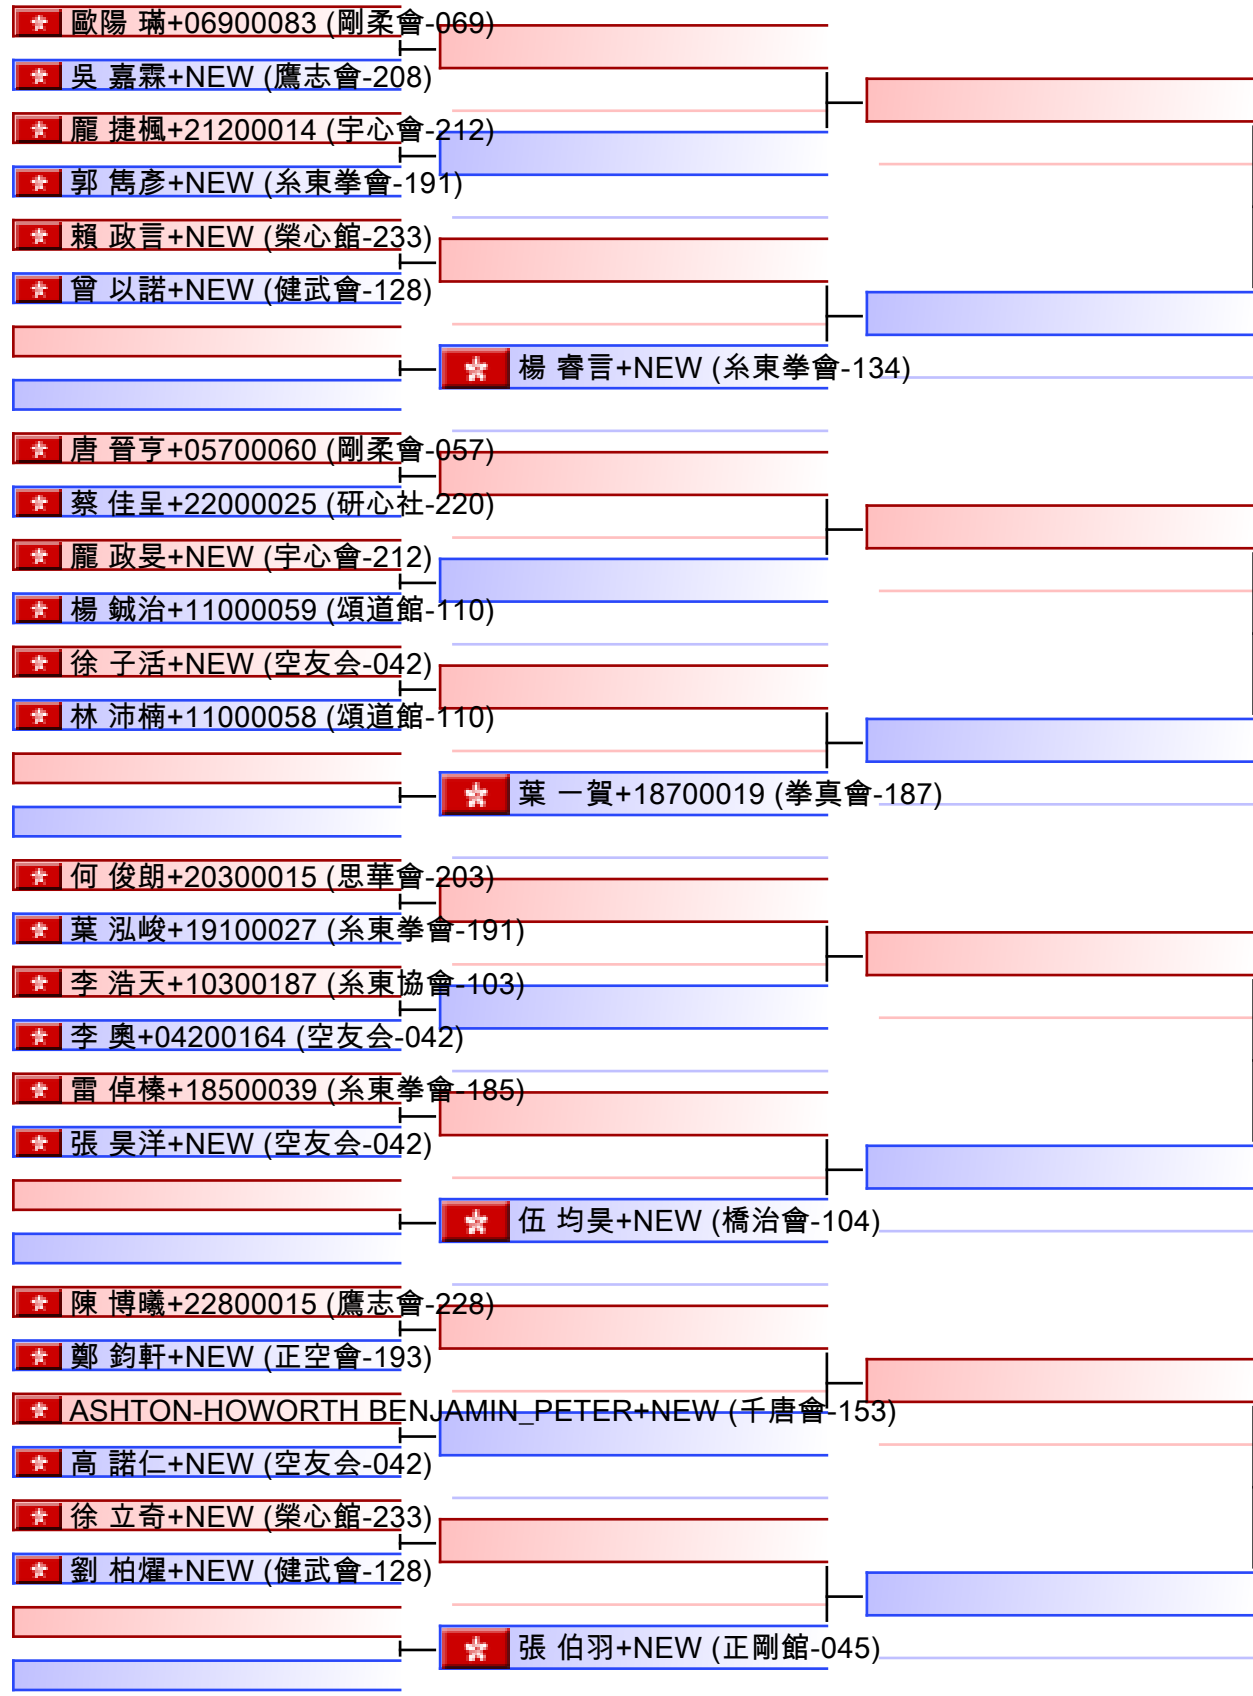 歐陽 璊+06900083 (剛柔會-069)
吳 嘉霖+NEW (鷹志會-208)
龐 捷楓+21200014 (宇心會-212)
郭 雋彥+NEW (糸東拳會-191)
賴 政言+NEW (榮心館-233)
曾 以諾+NEW (健武會-128)
楊 睿言+NEW (糸東拳會-134)
唐 晉亨+05700060 (剛柔會-057)
蔡 佳呈+22000025 (研心社-220)
龐 政旻+NEW (宇心會-212)
楊 鋮治+11000059 (頌道館-110)
徐 子活+NEW (空友会-042)
林 沛楠+11000058 (頌道館-110)
葉 一賀+18700019 (拳真會-187)
何 俊朗+20300015 (思華會-203)
葉 泓峻+19100027 (糸東拳會-191)
李 浩天+10300187 (糸東協會-103)
李 奧+04200164 (空友会-042)
雷 倬榛+18500039 (糸東拳會-185)
張 昊洋+NEW (空友会-042)
伍 均昊+NEW (橋治會-104)
陳 博曦+22800015 (鷹志會-228)
鄭 鈞軒+NEW (正空會-193)
ASHTON-HOWORTH BENJAMIN_PETER+NEW (千唐會-153)
高 諾仁+NEW (空友会-042)
徐 立奇+NEW (榮心館-233)
劉 柏燿+NEW (健武會-128)
張 伯羽+NEW (正剛館-045)